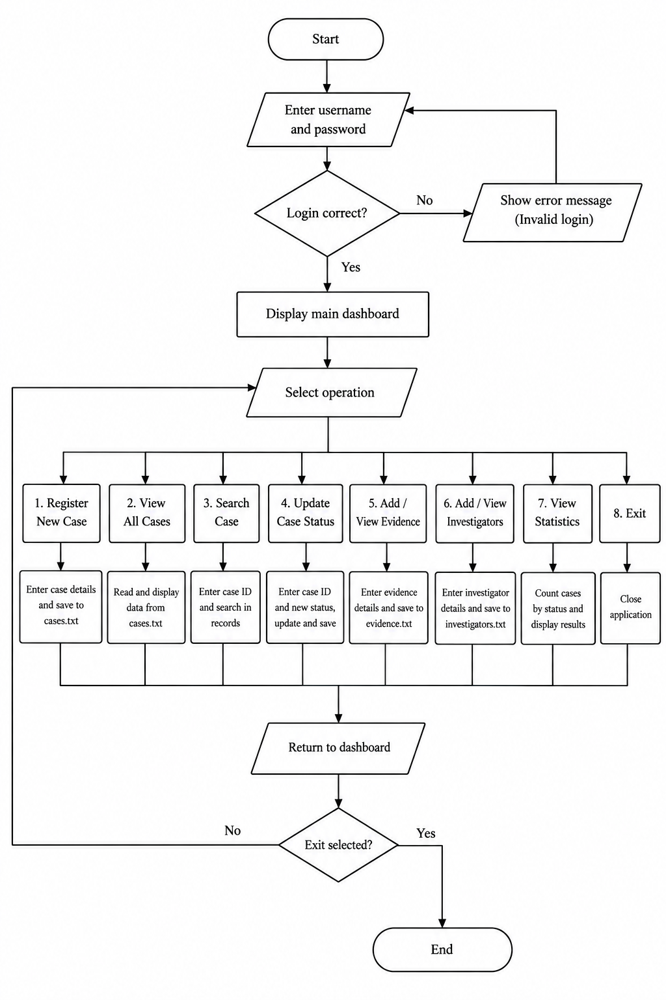 Start
Enter username
and password
Login correct?
No
Show error message
(Invalid login)
Yes
Display main dashboard
Select operation
1. Register
New Case
2. View
All Cases
3. Search
Case
4. Update
Case Status
5. Add /
View Evidence
6. Add / View
Investigators
7. View
Statistics
8. Exit
Enter case details
and save to
cases.txt
Read and display
data from
cases.txt
Enter case ID
and search in
records
Enter case ID
and new status,
update and save
Enter evidence
details and save to
evidence.txt
Enter investigator
details and save to
investigators.txt
Count cases
by status and
display results
Close
application
Return to dashboard
Exit selected?
No
Yes
End